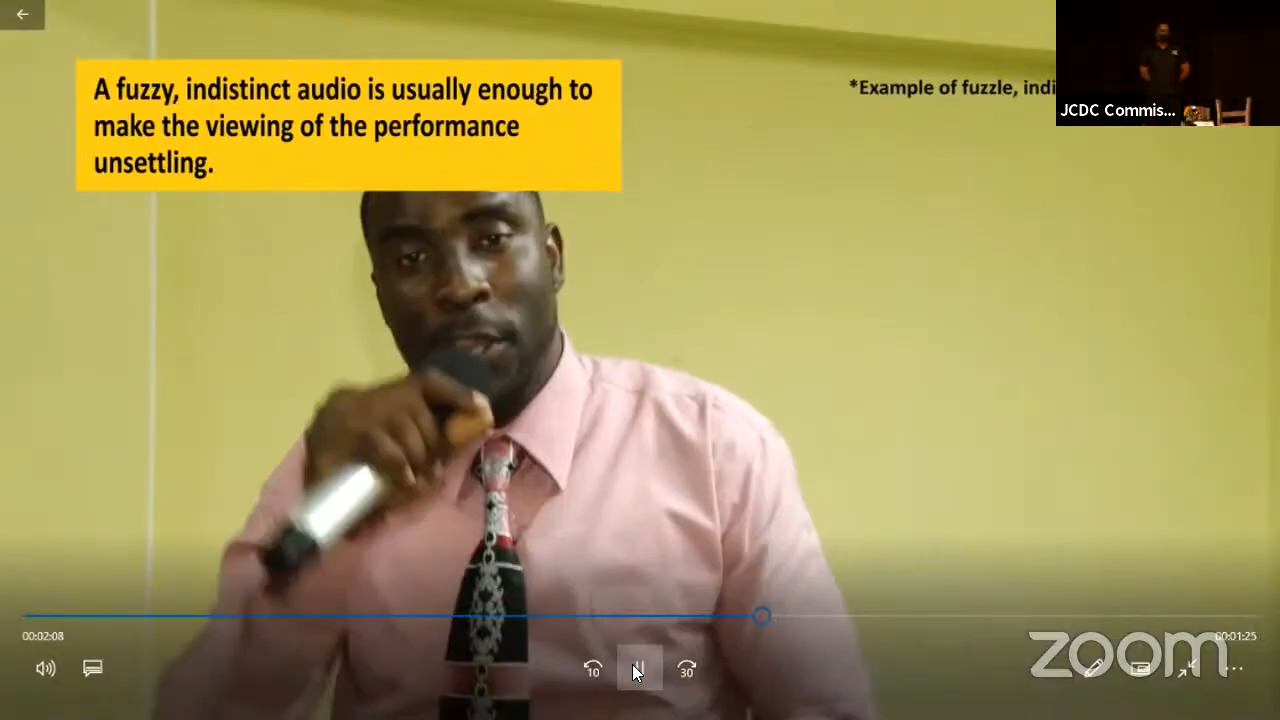 A fuzzy, indistinct audio is usually enough to
make the viewing of the performance
unsettling.
*Example of fuzzle, indi
JCDC Commis...
00:02:08
00:01:25
10
30
zoom